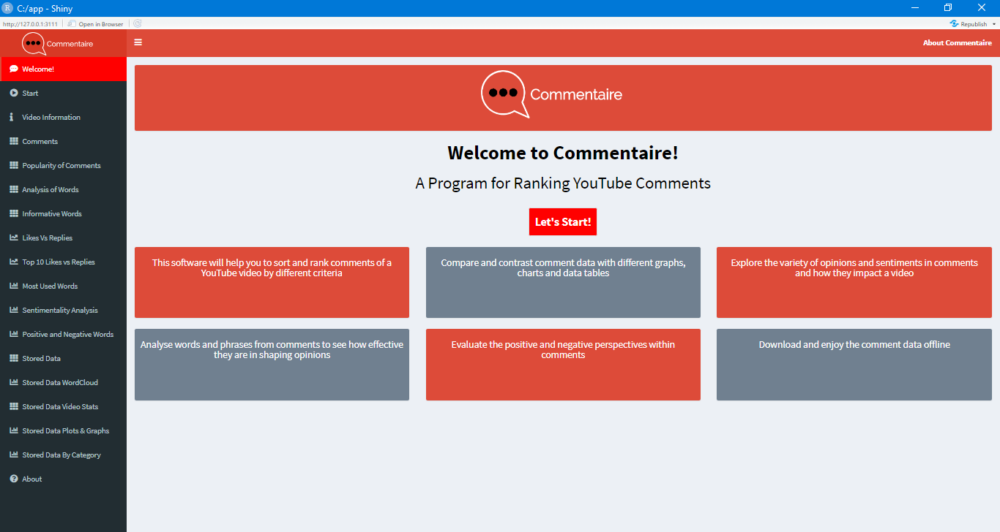 R C:/app - Shiny
http://127.0.0.1:3111 Open in Browser Republish
Commentaire About Commentaire
Welcome!
Start
Video Information
Comments
Popularity of Comments
Analysis of Words
Informative Words
Likes Vs Replies
Top 10 Likes vs Replies
Most Used Words
Sentimentality Analysis
Positive and Negative Words
Stored Data
Stored Data WordCloud
Stored Data Video Stats
Stored Data Plots & Graphs
Stored Data By Category
About
Commentaire
Welcome to Commentaire!
A Program for Ranking YouTube Comments
Let's Start!
This software will help you to sort and rank comments of a
YouTube video by different criteria
Compare and contrast comment data with different graphs,
charts and data tables
Explore the variety of opinions and sentiments in comments
and how they impact a video
Analyse words and phrases from comments to see how effective
they are in shaping opinions
Evaluate the positive and negative perspectives within
comments
Download and enjoy the comment data offline